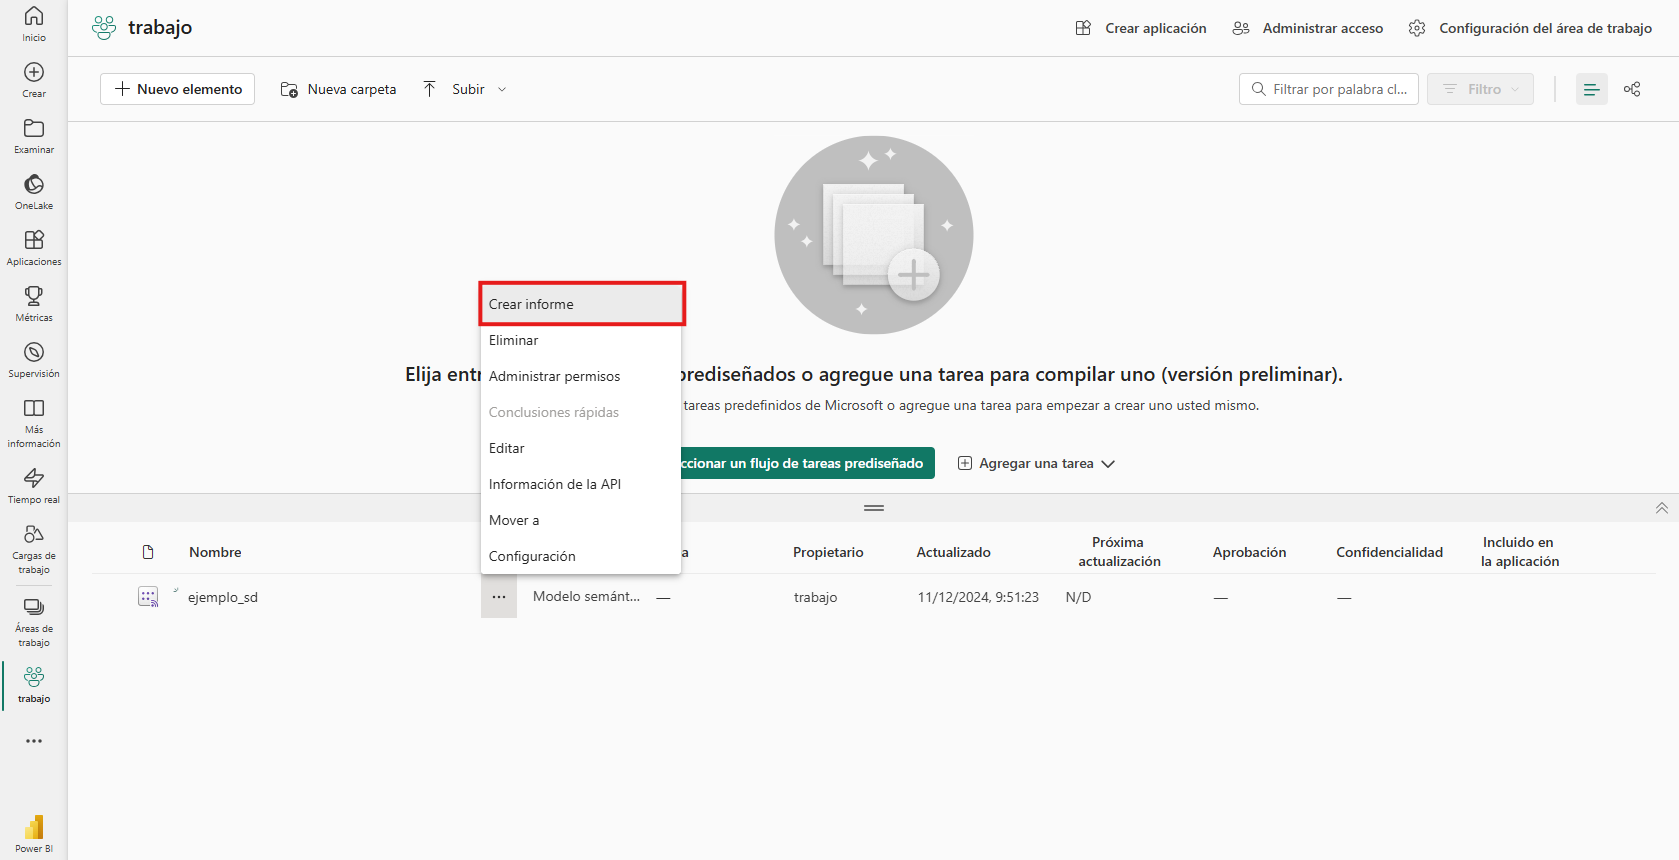 Inicio
Crear
Examinar
OneLake
Aplicaciones
Métricas
Supervisión
Más
información
Tiempo real
Cargas de
trabajo
Áreas de
trabajo
trabajo
Power BI
trabajo
Crear aplicación
Administrar acceso
Configuración del área de trabajo
Nuevo elemento
Nueva carpeta
Subir
Filtrar por palabra cl...
Filtro
Crear informe
Eliminar
Administrar permisos
Conclusiones rápidas
Editar
Información de la API
Mover a
Configuración
Elija entr
prediseñados o agregue una tarea para compilar uno (versión preliminar).
tareas predefinidos de Microsoft o agregue una tarea para empezar a crear uno usted mismo.
ccionar un flujo de tareas prediseñado
Agregar una tarea
Nombre
a
Propietario
Actualizado
Próxima
actualización
Aprobación
Confidencialidad
Incluido en
la aplicación
ejemplo_sd
...
Modelo semánt...
—
trabajo
11/12/2024, 9:51:23
N/D
—
—